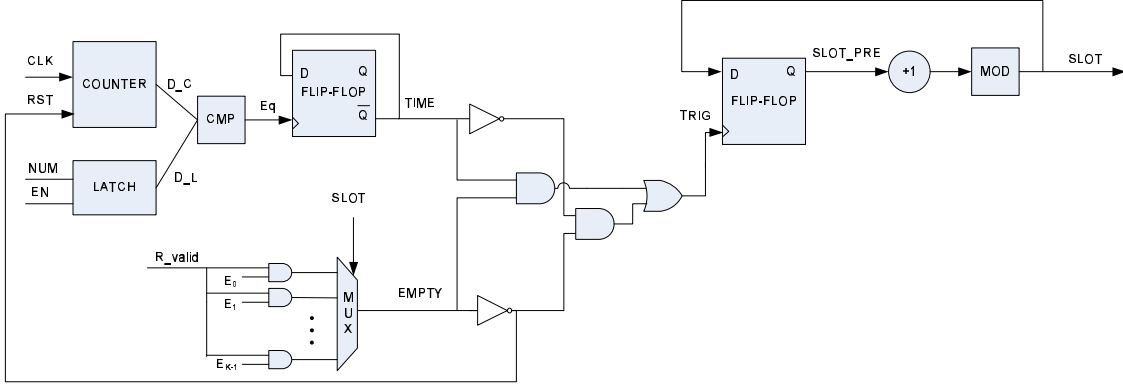 CLK
RST
COUNTER
D_C
NUM
EN
LATCH
D_L
CMP
Eq
D Q
FLIP-FLOP
Q
TIME
SLOT
R_valid
E0
E1
EK-1
MUX
EMPTY
TRIG
D Q
FLIP-FLOP
SLOT_PRE
+1
MOD
SLOT